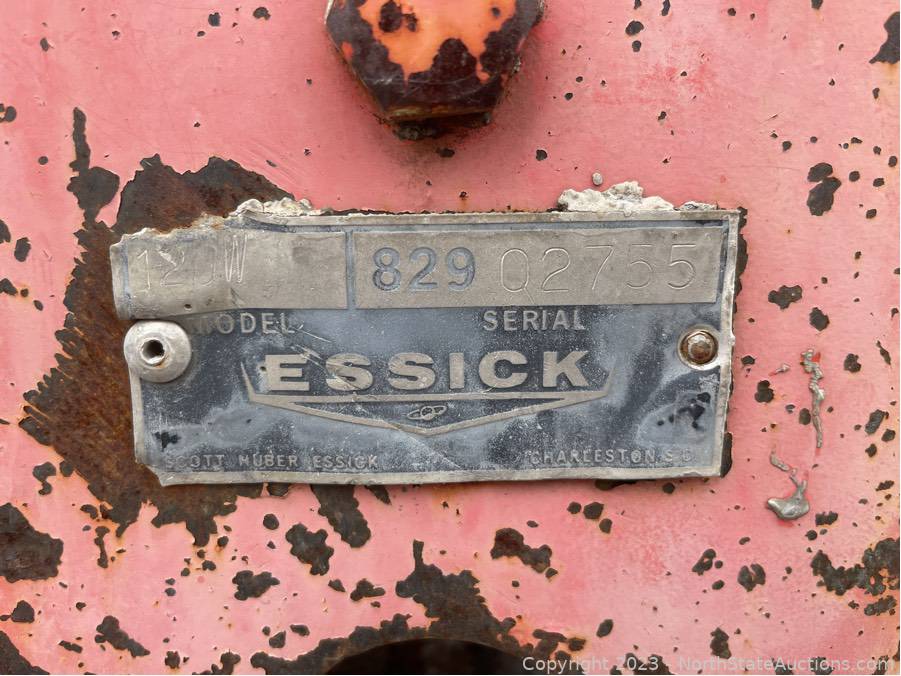 120W 829 02755
MODEL SERIAL
ESSICK
SCOTT HUBER ESSICK CHARLESTON, S C
Copyright 2023 - NorthStateAuctions.com